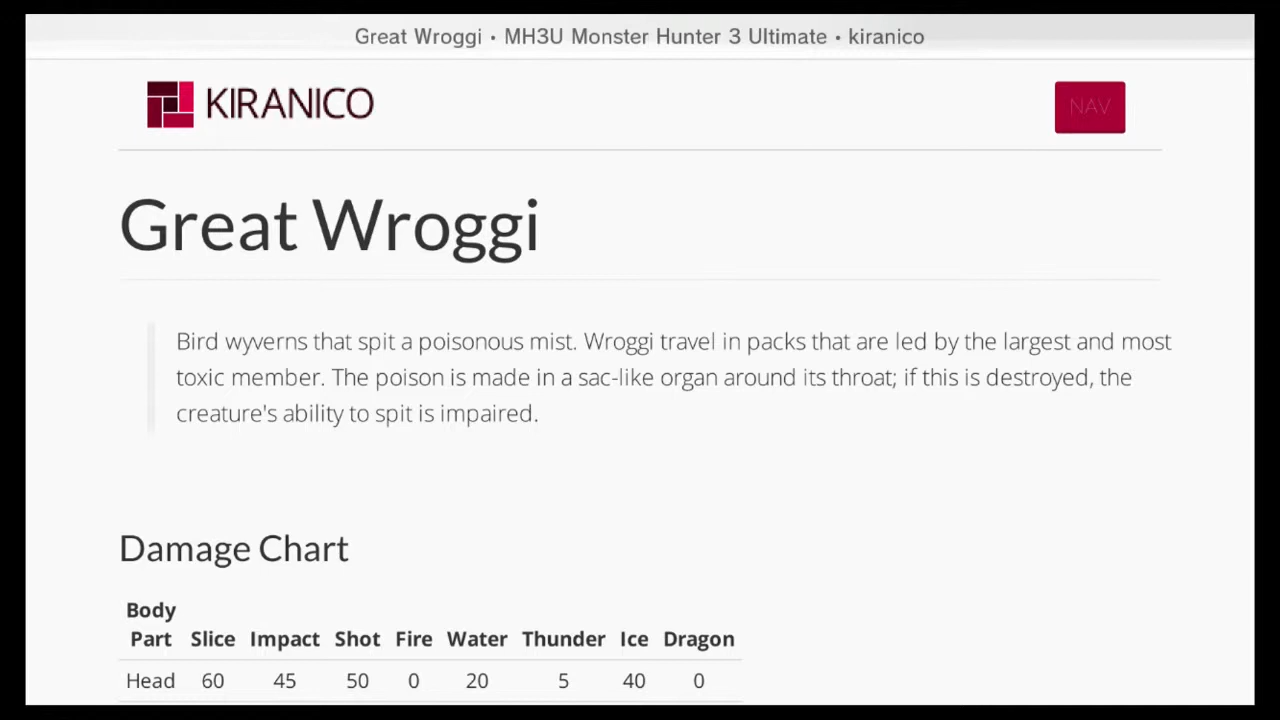 Great Wroggi • MH3U Monster Hunter 3 Ultimate • kiranico
KIRANICO
NAV
Great Wroggi
Bird wyverns that spit a poisonous mist. Wroggi travel in packs that are led by the largest and most
toxic member. The poison is made in a sac-like organ around its throat; if this is destroyed, the
creature's ability to spit is impaired.
Damage Chart
Body
Part Slice Impact Shot Fire Water Thunder Ice Dragon
Head 60 45 50 0 20 5 40 0